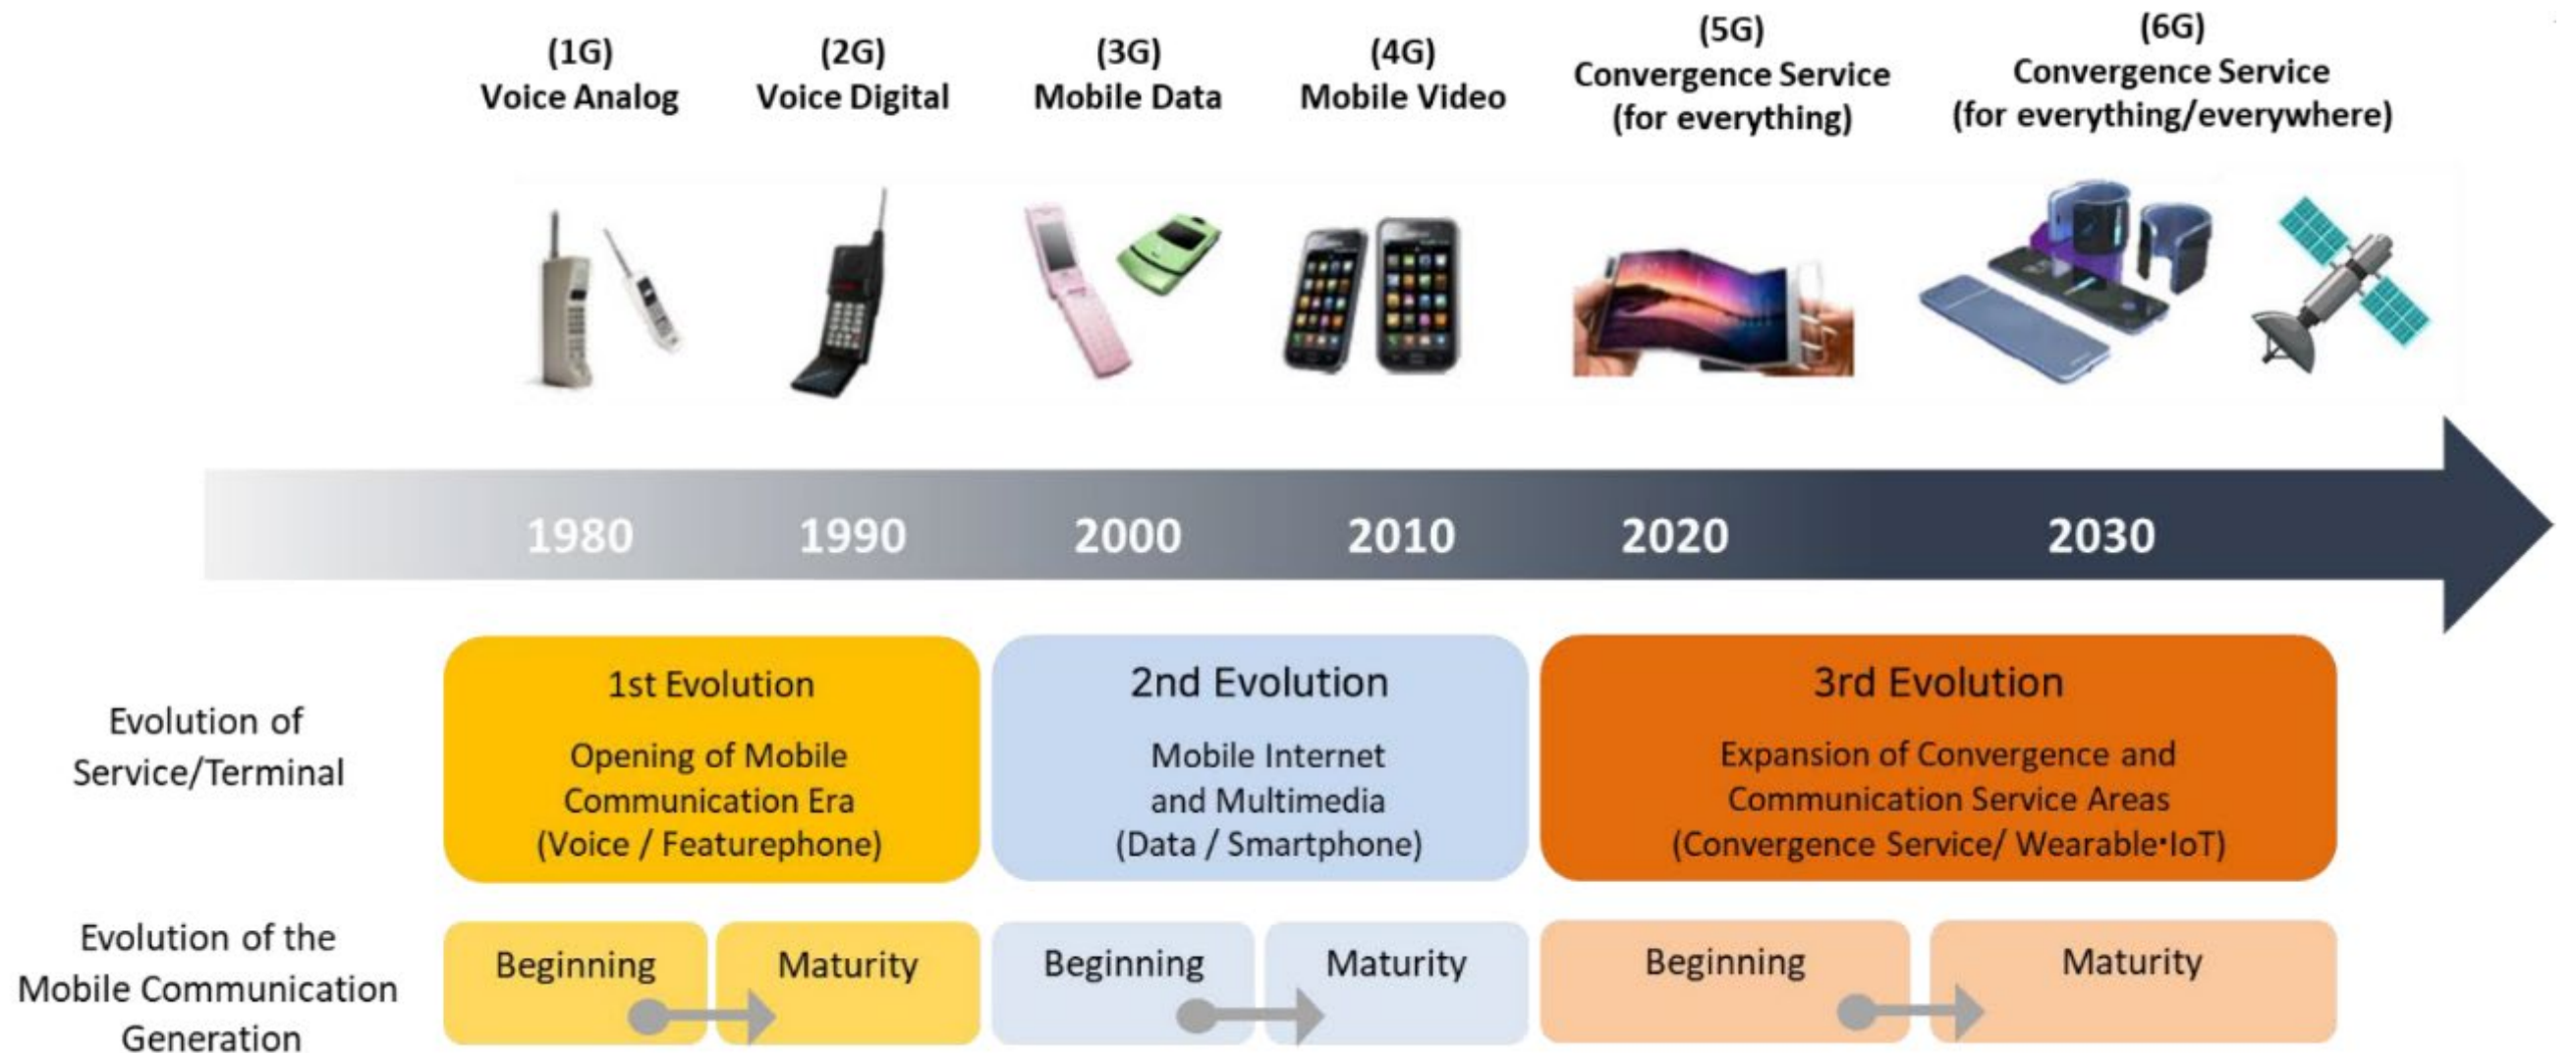 (1G)
Voice Analog
(2G)
Voice Digital
(3G)
Mobile Data
(4G)
Mobile Video
(5G)
Convergence Service
(for everything)
(6G)
Convergence Service
(for everything/everywhere)
1980
1990
2000
2010
2020
2030
Evolution of
Service/Terminal
1st Evolution
Opening of Mobile
Communication Era
(Voice / Featurephone)
2nd Evolution
Mobile Internet
and Multimedia
(Data / Smartphone)
3rd Evolution
Expansion of Convergence and
Communication Service Areas
(Convergence Service/ Wearable•IoT)
Evolution of the
Mobile Communication
Generation
Beginning
Maturity
Beginning
Maturity
Beginning
Maturity